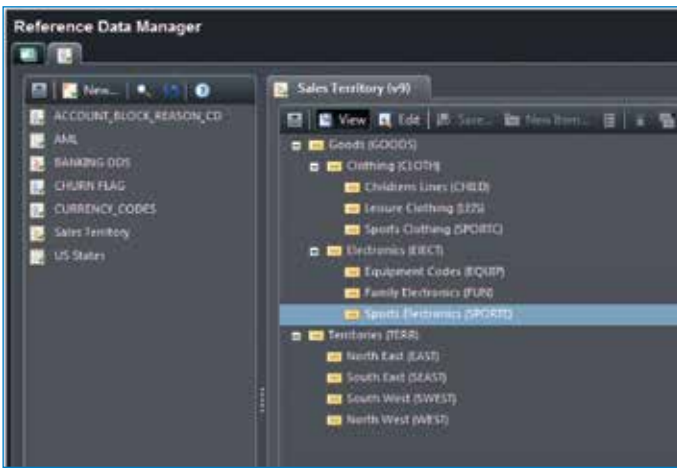 Reference Data Manager
New...
ACCOUNT_BLOCK_REASON_CD
AML
BANKING DDS
CHURN FLAG
CURRENCY_CODES
Sales Territory
US States
Sales Territory (v9)
View Edit Save... New Item...
Goods (GOODS)
Clothing (CLOTH)
Childrens Lines (CHILD)
Leisure Clothing
Sports Clothing (SPORTC)
Electronics (ELECT)
Equipment Codes (EQUIP)
Family Electronics (FUN)
Sports Electronics (SPORTE)
Territories (TERR)
North East (EAST)
South East (SEAST)
South West (SWEST)
North West (WEST)